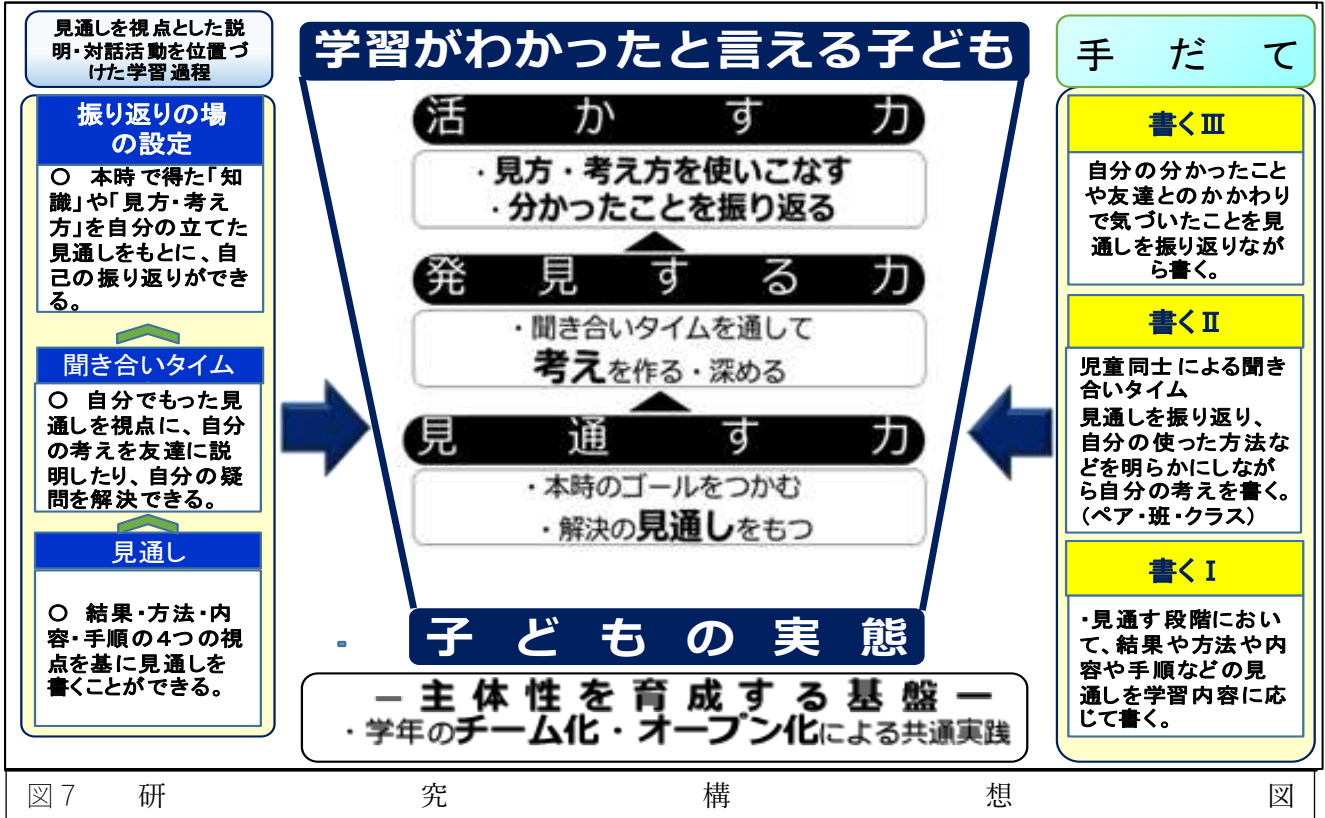 見通しを視点とした説
明・対話活動を位置づ
けた学習過程
振り返りの場
の設定
○ 本時で得た「知
識」や「見方・考え
方」を自分の立てた
見通しをもとに、自
己の振り返りができ
る。
聞き合いタイム
○ 自分でもった見
通しを視点に、自分
の考えを友達に説
明したり、自分の疑
問を解決できる。
見通し
○ 結果・方法・内
容・手順の4つの視
点を基に見通しを
書くことができる。
学習がわかったと言える子ども
活かす力
・見方・考え方を使いこなす
・分かったことを振り返る
発見する力
・聞き合いタイムを通して
考えを作る・深める
見通す力
・本時のゴールをつかむ
・解決の見通しをもつ
子どもの実態
－主体性を育成する基盤－
・学年のチーム化・オープン化による共通実践
手だて
書くⅢ
自分の分かったこと
や友達とのかかわり
で気づいたことを見
通しを振り返りなが
ら書く。
書くⅡ
児童同士による聞き
合いタイム
見通しを振り返り、
自分の使った方法な
どを明らかにしなが
ら自分の考えを書く。
(ペア・班・クラス)
書くⅠ
・見通す段階におい
て、結果や方法や内
容や手順などの見
通しを学習内容に応
じて書く。
図7 研究構想図